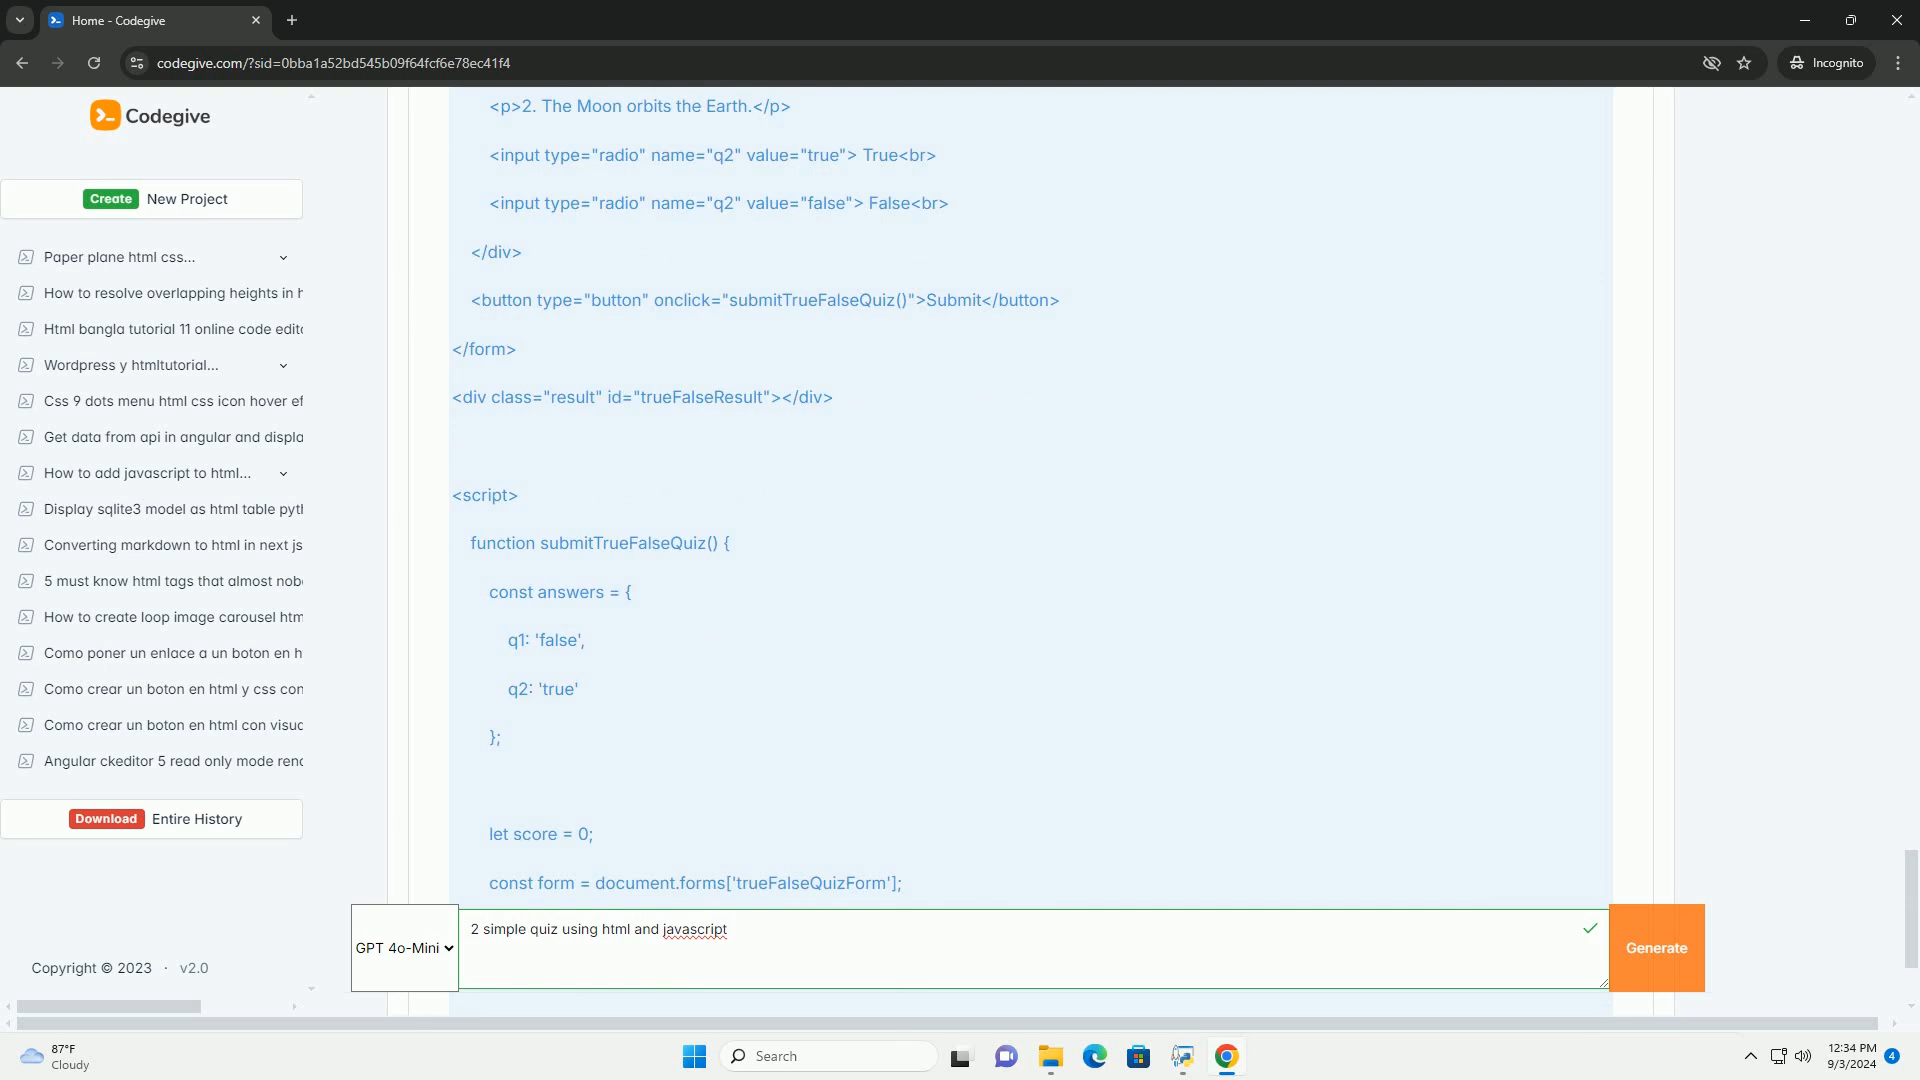 Home - Codegive
codegive.com/?sid=0bba1a52bd545b09f64fcf6e78ec41f4
Incognito
Codegive
Create New Project
Paper plane html css...
How to resolve overlapping heights in h
Html bangla tutorial 11 online code edito
Wordpress y htmltutorial...
Css 9 dots menu html css icon hover ef
Get data from api in angular and displa
How to add javascript to html...
Display sqlite3 model as html table pyth
Converting markdown to html in next js
5 must know html tags that almost nobo
How to create loop image carousel htm
Como poner un enlace a un boton en h
Como crear un boton en html y css con
Como crear un boton en html con visua
Angular ckeditor 5 read only mode rend
Download Entire History
Copyright © 2023 · v2.0
<p>2. The Moon orbits the Earth.</p>
<input type="radio" name="q2" value="true"> True<br>
<input type="radio" name="q2" value="false"> False<br>
</div>
<button type="button" onclick="submitTrueFalseQuiz()">Submit</button>
</form>
<div class="result" id="trueFalseResult"></div>
<script>
function submitTrueFalseQuiz() {
const answers = {
q1: 'false',
q2: 'true'
};
let score = 0;
const form = document.forms['trueFalseQuizForm'];
GPT 4o-Mini
2 simple quiz using html and javascript
Generate
87°F
Cloudy
Search
12:34 PM
9/3/2024
4